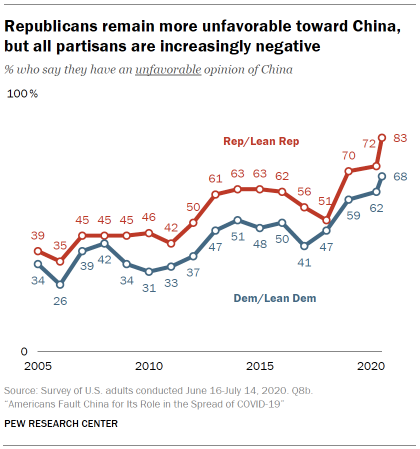 Republicans remain more unfavorable toward China,
but all partisans are increasingly negative
% who say they have an unfavorable opinion of China
100 %
Rep/Lean Rep
39 35 45 45 45 46 42 50 61 63 63 62 56 51 70 72 83
34 26 39 42 34 31 33 37 47 51 48 50 41 47 59 62 68
Dem/Lean Dem
0
2005 2010 2015 2020
Source: Survey of U.S. adults conducted June 16-July 14, 2020. Q8b.
“Americans Fault China for Its Role in the Spread of COVID-19”
PEW RESEARCH CENTER